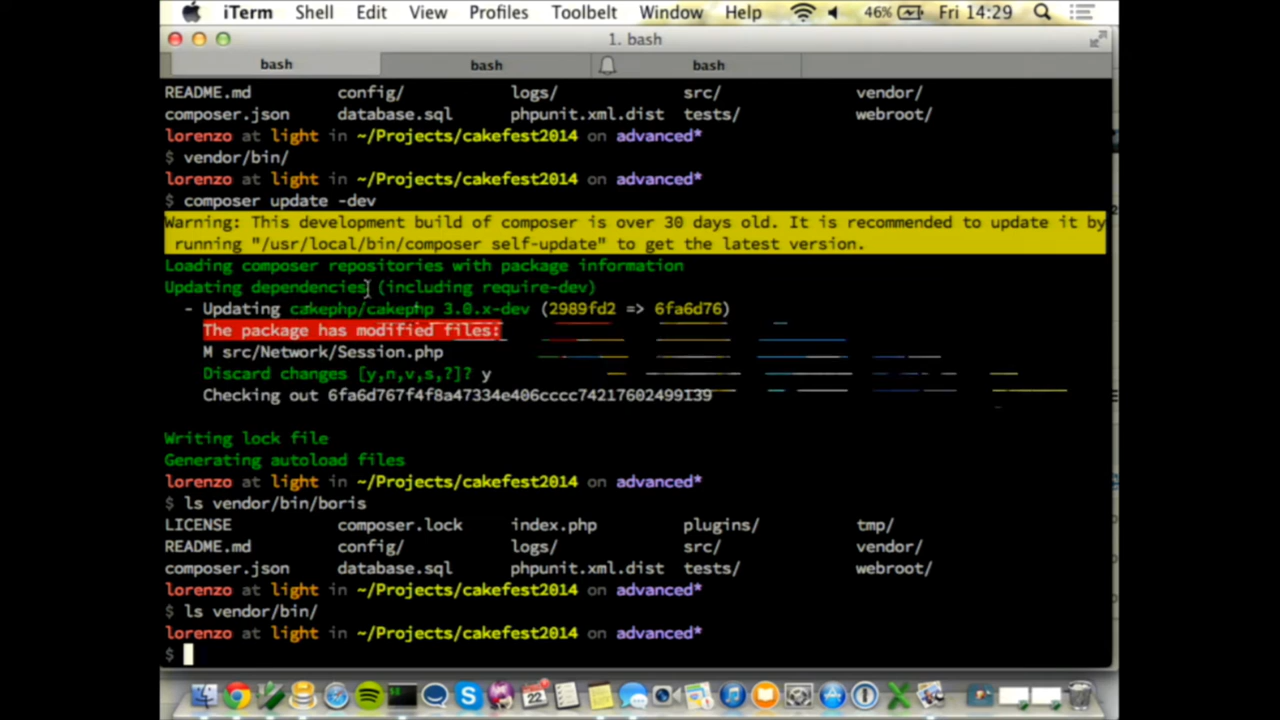 iTerm Shell Edit View Profiles Toolbelt Window Help 46% Fri 14:29
1. bash
bash bash bash
README.md config/ logs/ src/ vendor/
composer.json database.sql phpunit.xml.dist tests/ webroot/
lorenzo at light in ~/Projects/cakefest2014 on advanced*
$ vendor/bin/
lorenzo at light in ~/Projects/cakefest2014 on advanced*
$ composer update -dev
Warning: This development build of composer is over 30 days old. It is recommended to update it by
running "/usr/local/bin/composer self-update" to get the latest version.
Loading composer repositories with package information
Updating dependencies (including require-dev)
- Updating cakephp/cakephp 3.0.x-dev (2989fd2 => 6fa6d76)
The package has modified files:
M src/Network/Session.php
Discard changes [y,n,v,s,?]? y
Checking out 6fa6d767f4f8a47334e406cccc74217602499139
Writing lock file
Generating autoload files
lorenzo at light in ~/Projects/cakefest2014 on advanced*
$ ls vendor/bin/boris
LICENSE composer.lock index.php plugins/ tmp/
README.md config/ logs/ src/ vendor/
composer.json database.sql phpunit.xml.dist tests/ webroot/
lorenzo at light in ~/Projects/cakefest2014 on advanced*
$ ls vendor/bin/
lorenzo at light in ~/Projects/cakefest2014 on advanced*
$
22